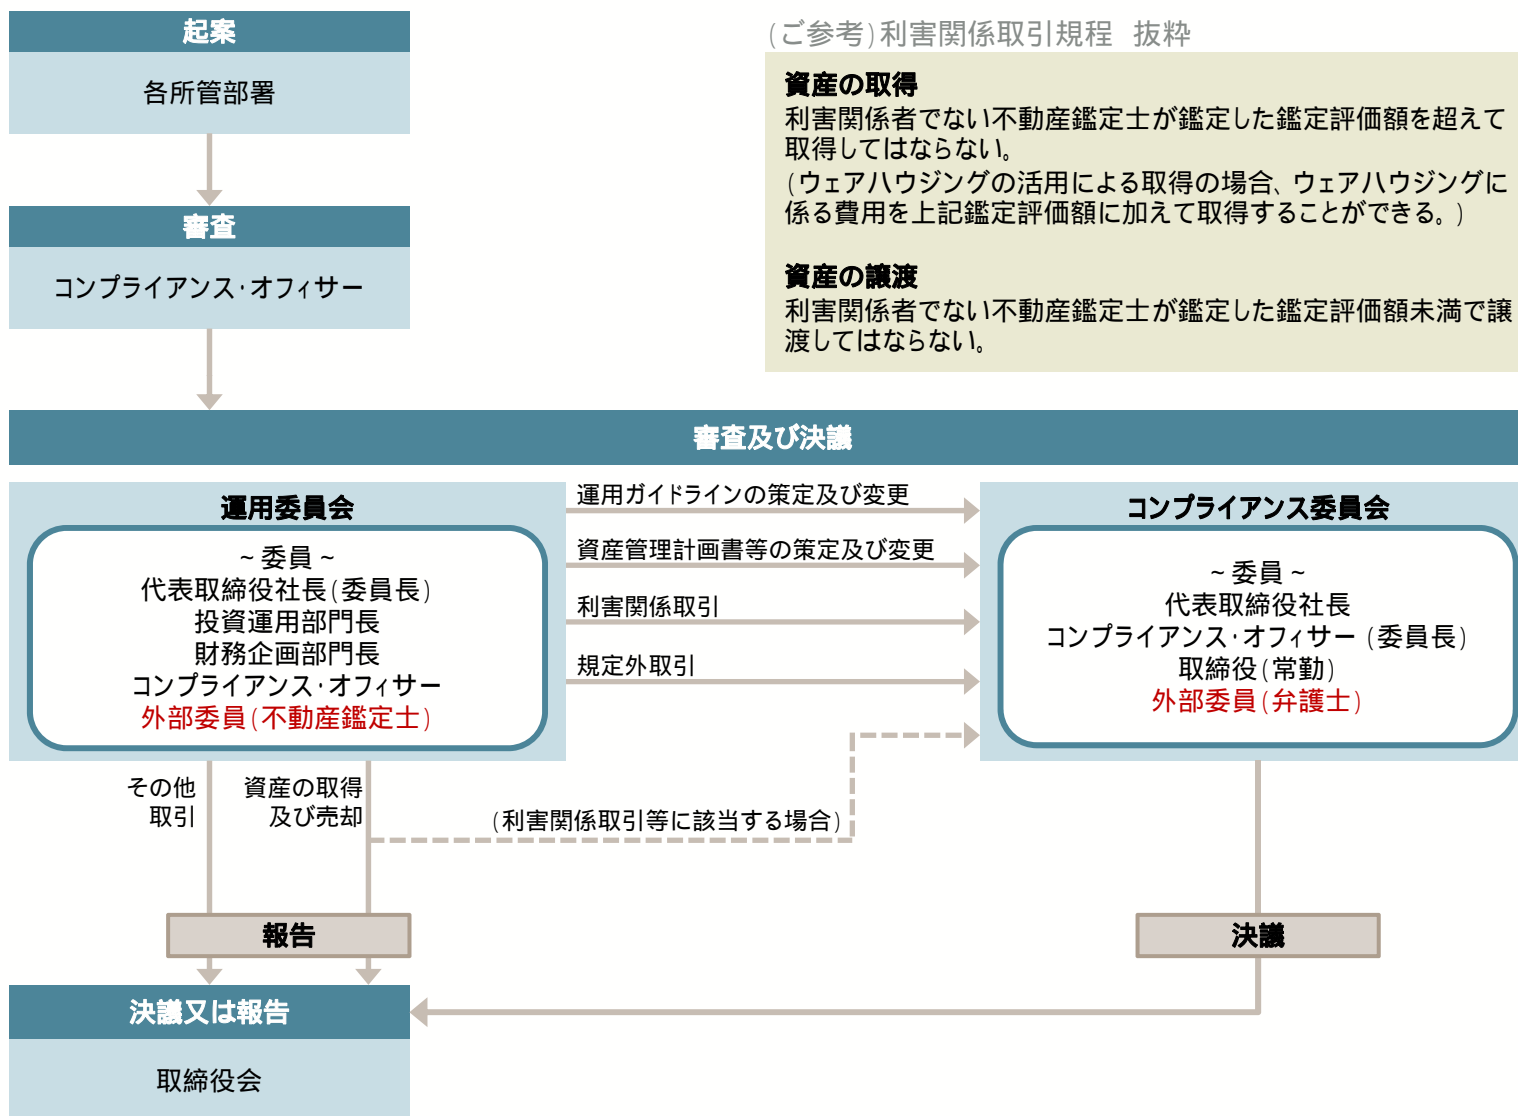 起案
各所管部署
審査
コンプライアンス・オフィサー
(ご参考)利害関係取引規程 抜粋
資産の取得
利害関係者でない不動産鑑定士が鑑定した鑑定評価額を超えて
取得してはならない。
(ウェアハウジングの活用による取得の場合、ウェアハウジングに
係る費用を上記鑑定評価額に加えて取得することができる。)
資産の譲渡
利害関係者でない不動産鑑定士が鑑定した鑑定評価額未満で譲
渡してはならない。
審査及び決議
運用委員会
~委員~
代表取締役社長(委員長)
投資運用部門長
財務企画部門長
コンプライアンス・オフィサー
外部委員(不動産鑑定士)
運用ガイドラインの策定及び変更
資産管理計画書等の策定及び変更
利害関係取引
規定外取引
コンプライアンス委員会
~委員~
代表取締役社長
コンプライアンス・オフィサー(委員長)
取締役(常勤)
外部委員(弁護士)
その他
取引
資産の取得
及び売却
(利害関係取引等に該当する場合)
報告
決議
決議又は報告
取締役会